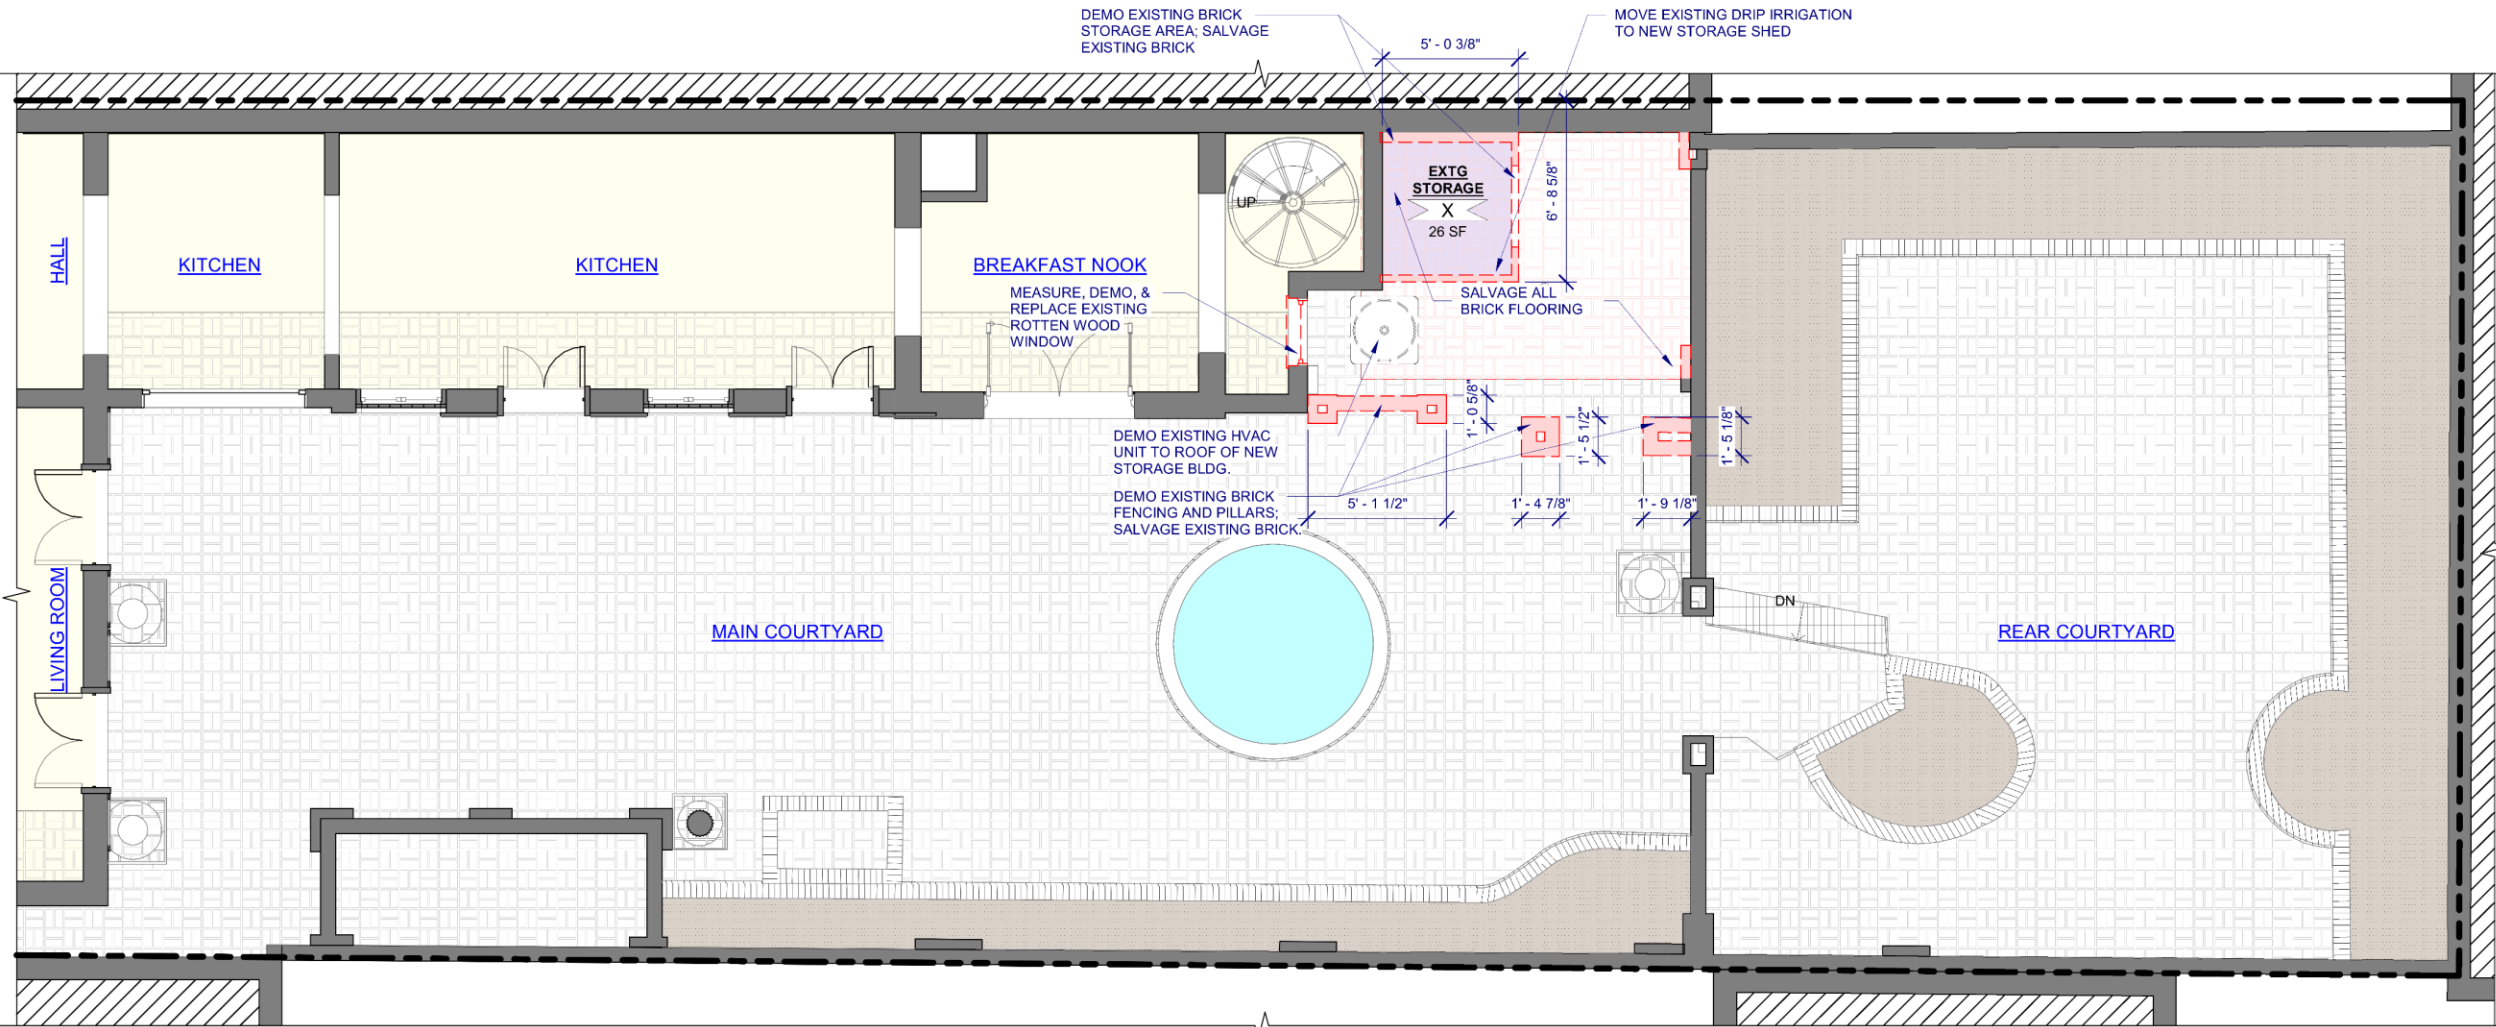 DEMO EXISTING BRICK
STORAGE AREA; SALVAGE
EXISTING BRICK
5' - 0 3/8"
MOVE EXISTING DRIP IRRIGATION
TO NEW STORAGE SHED
EXTG
STORAGE
X
26 SF
6' - 8 5/8"
UP
HALL
KITCHEN
KITCHEN
BREAKFAST NOOK
MEASURE, DEMO, &
REPLACE EXISTING
ROTTEN WOOD
WINDOW
SALVAGE ALL
BRICK FLOORING
DEMO EXISTING HVAC
UNIT TO ROOF OF NEW
STORAGE BLDG.
1' - 0 5/8"
1' - 5 1/2"
1' - 5 1/8"
DEMO EXISTING BRICK
FENCING AND PILLARS;
SALVAGE EXISTING BRICK.
5' - 1 1/2"
1' - 4 7/8"
1' - 9 1/8"
LIVING ROOM
MAIN COURTYARD
DN
REAR COURTYARD